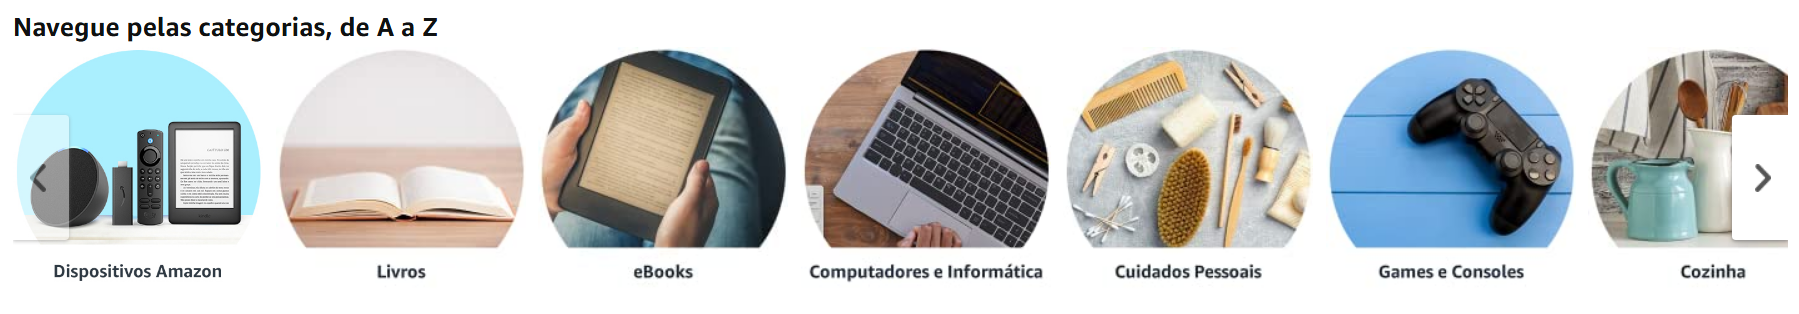 Navegue pelas categorias, de A a Z
Dispositivos Amazon
Livros
eBooks
Computadores e Informática
Cuidados Pessoais
Games e Consoles
Cozinha